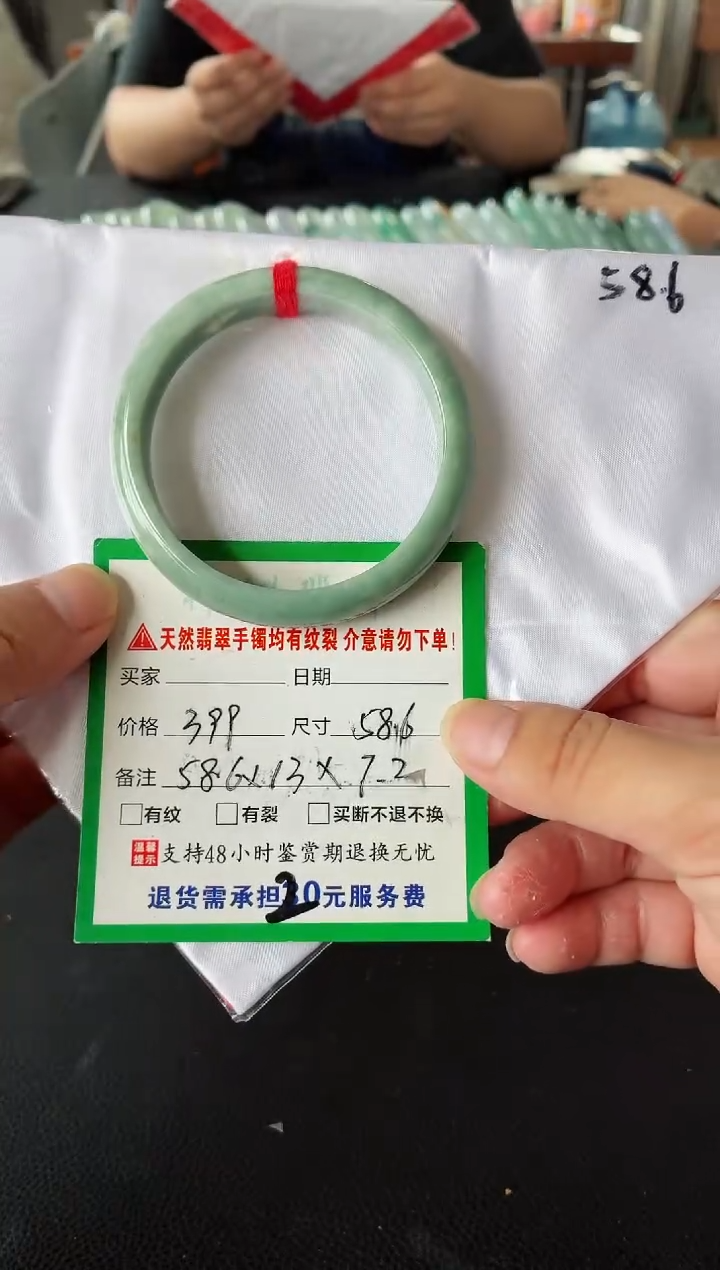 58.6
天然翡翠手镯均有纹裂 介意请勿下单!
买家 日期
价格 399 尺寸 58.6
备注 58.6x13x7.2
□有纹 □有裂 □买断不退不换
温馨提示 支持48小时鉴赏期退换无忧
退货需承担20元服务费